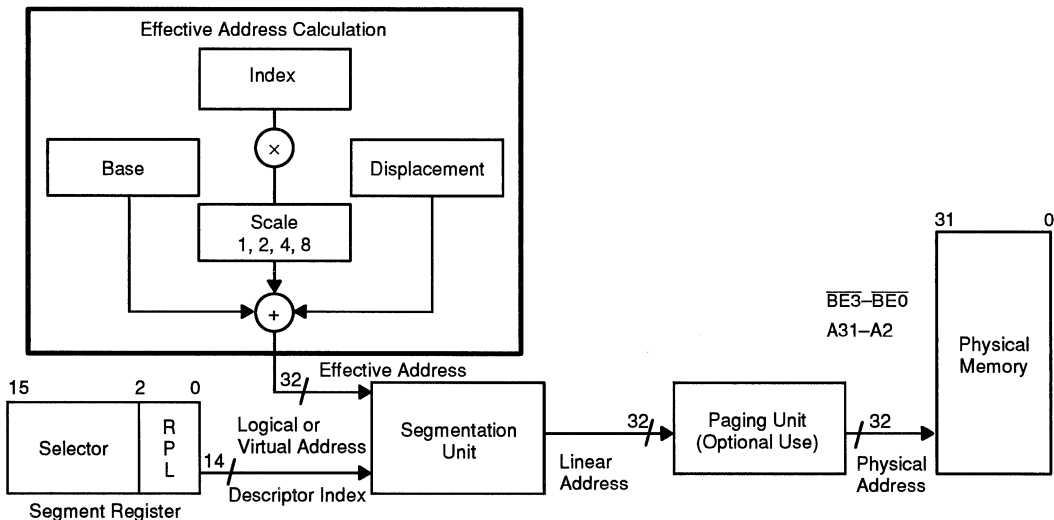 Effective Address Calculation
Index
×
Base
Displacement
Scale
1, 2, 4, 8
+
31 0
BE3–BE0
A31–A2
Physical
Memory
32
Effective Address
15 2 0
Selector
R
P
L
Segment Register
Logical or
Virtual Address
14
Descriptor Index
Segmentation
Unit
32
Linear
Address
Paging Unit
(Optional Use)
32
Physical
Address